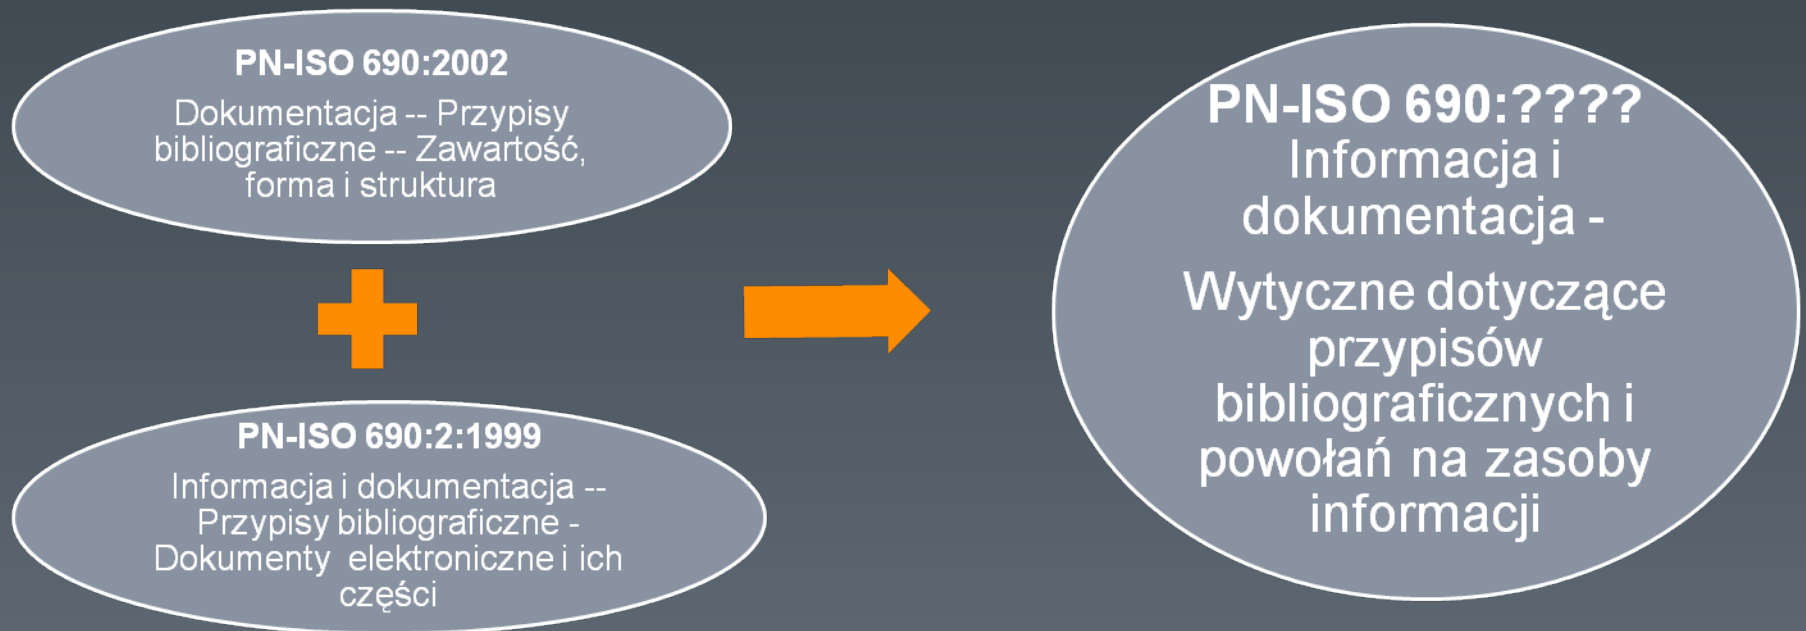 PN-ISO 690:2002
Dokumentacja -- Przypisy
bibliograficzne -- Zawartość,
forma i struktura
PN-ISO 690:2:1999
Informacja i dokumentacja --
Przypisy bibliograficzne -
Dokumenty elektroniczne i ich
części
PN-ISO 690:????
Informacja i
dokumentacja -
Wytyczne dotyczące
przypisów
bibliograficznych i
powołań na zasoby
informacji